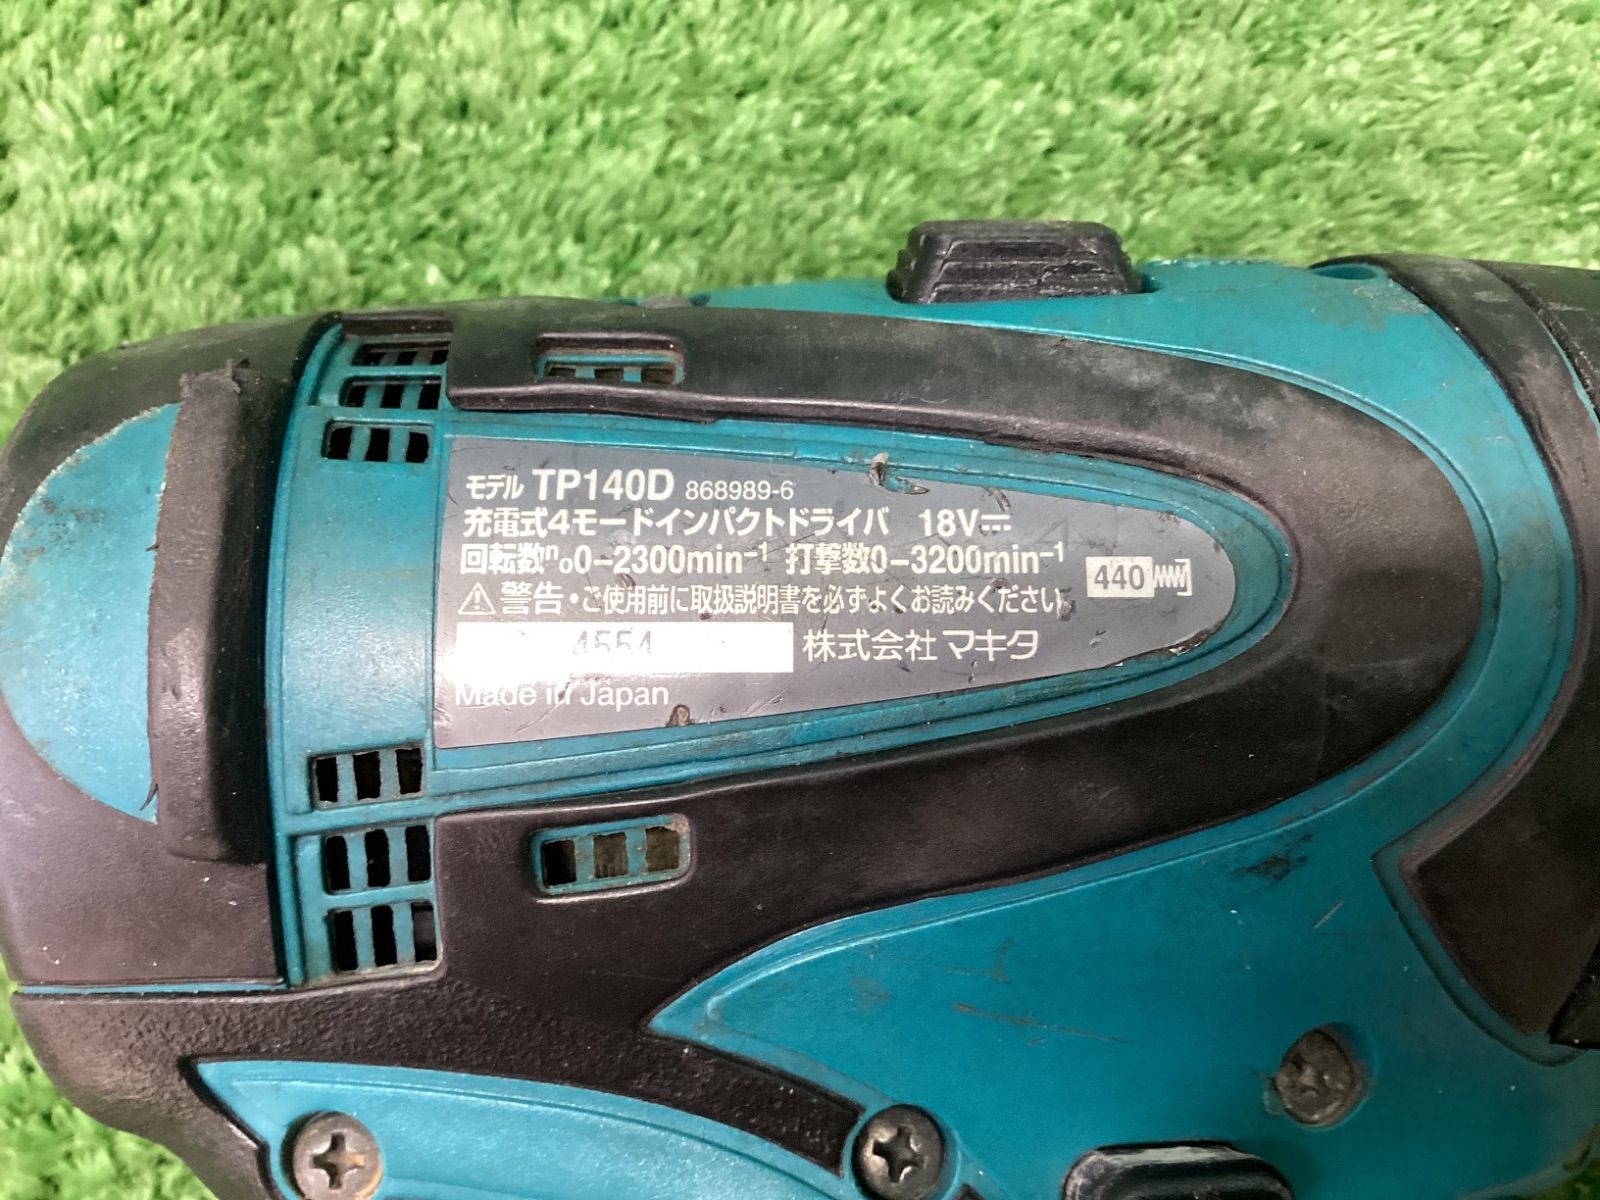 モデル TP140D 868989-6
充電式4モードインパクトドライバ 18V⎓
回転数n₀0−2300min⁻¹ 打撃数0−3200min⁻¹
440
⚠警告・ご使用前に取扱説明書を必ずよくお読みください
4554 株式会社 マキタ
Made in Japan